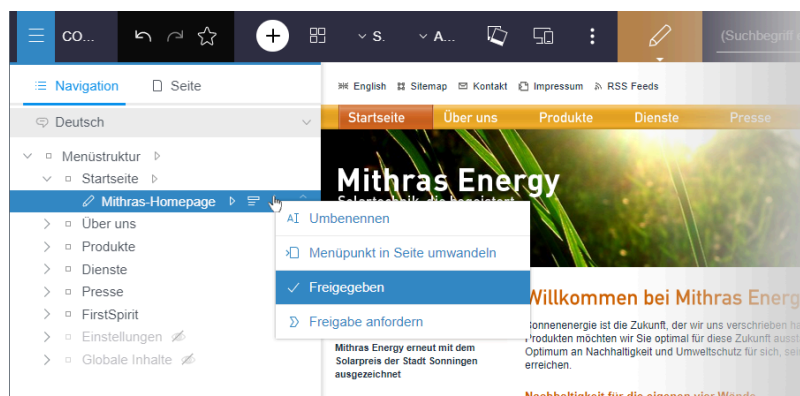 CO...
S.
A...
(Suchbegriff
Navigation
Seite
Deutsch
Menüstruktur
Startseite
Mithras-Homepage
Über uns
Produkte
Dienste
Presse
FirstSpirit
Einstellungen
Globale Inhalte
English Sitemap Kontakt Impressum RSS Feeds
Startseite Über uns Produkte Dienste Presse
Mithras Energy
Solartechnik, die begeistert
Umbenennen
Menüpunkt in Seite umwandeln
Freigegeben
Freigabe anfordern
Willkommen bei Mithras Energ
Sonnenenergie ist die Zukunft, der wir uns verschrieben ha
Produkten möchten wir Sie optimal für diese Zukunft ausst
Optimum an Nachhaltigkeit und Umweltschutz für sich, sei
erreichen.
Mithras Energy erneut mit dem
Solarpreis der Stadt Sonningen
ausgezeichnet
Nachhaltigkeit für die eigenen vier Wände